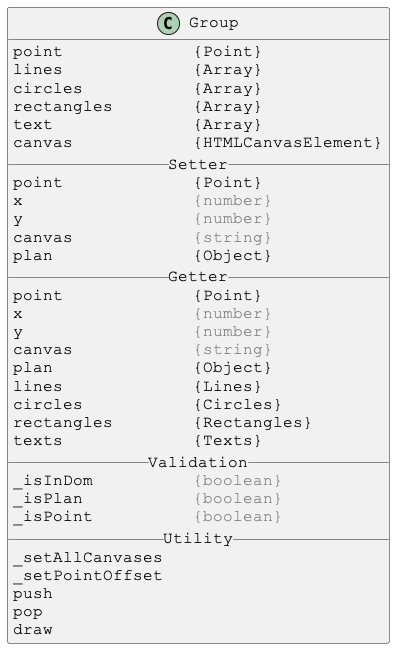 C Group
point {Point}
lines {Array}
circles {Array}
rectangles {Array}
text {Array}
canvas {HTMLCanvasElement}
Setter
point {Point}
x {number}
y {number}
canvas {string}
plan {Object}
Getter
point {Point}
x {number}
y {number}
canvas {string}
plan {Object}
lines {Lines}
circles {Circles}
rectangles {Rectangles}
texts {Texts}
Validation
_isInDom {boolean}
_isPlan {boolean}
_isPoint {boolean}
Utility
_setAllCanvases
_setPointOffset
push
pop
draw